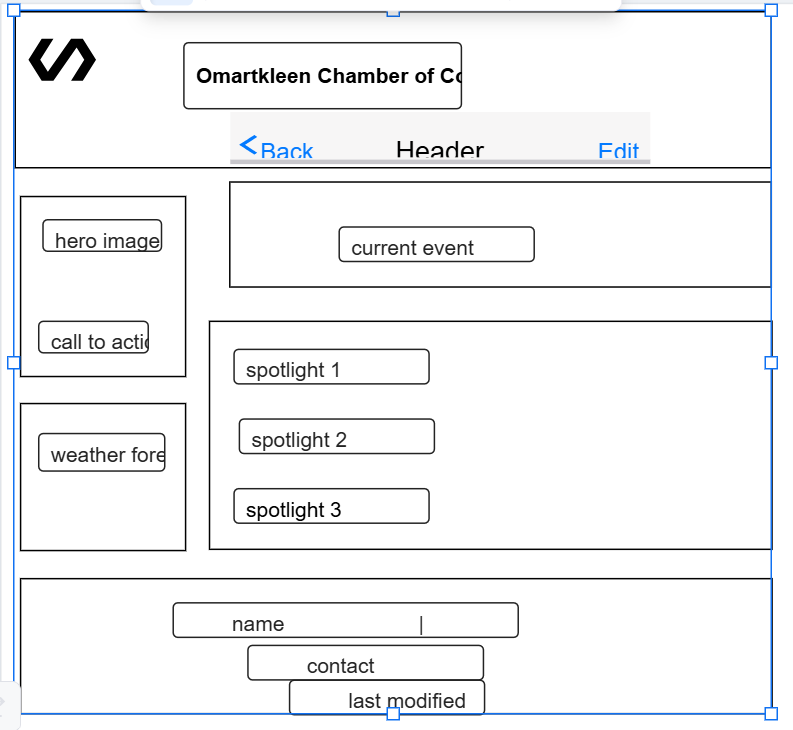 Omartkleen Chamber of Co
Back Header Edit
hero image
current event
call to actio
spotlight 1
spotlight 2
weather fore
spotlight 3
name |
contact
last modified